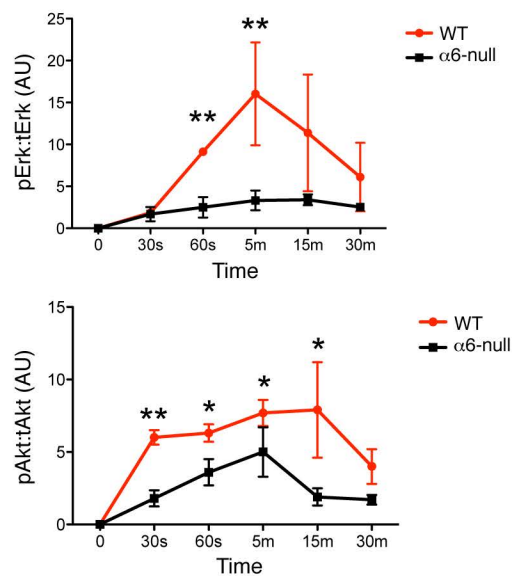 25
20
15
10
5
0
pErk:tErk (AU)
**
**
WT
α6-null
0 30s 60s 5m 15m 30m
Time
15
10
5
0
pAkt:tAkt (AU)
** * * *
WT
α6-null
0 30s 60s 5m 15m 30m
Time